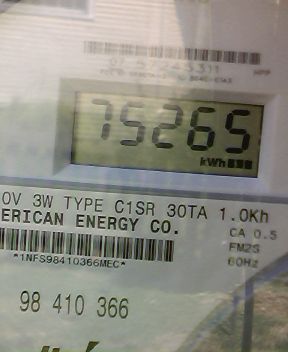 75265
kWh
0V 3W TYPE C1SR 30TA 1.0Kh
ERICAN ENERGY CO.
CA 0.5
FM2S
60Hz
*1NFS98410366MEC*
98 410 366